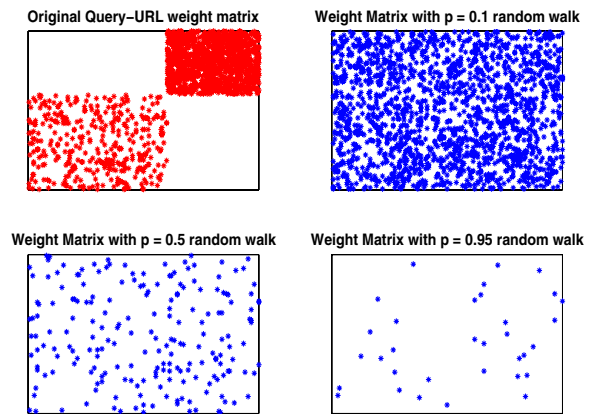 Original Query-URL weight matrix
Weight Matrix with p = 0.1 random walk
Weight Matrix with p = 0.5 random walk
Weight Matrix with p = 0.95 random walk